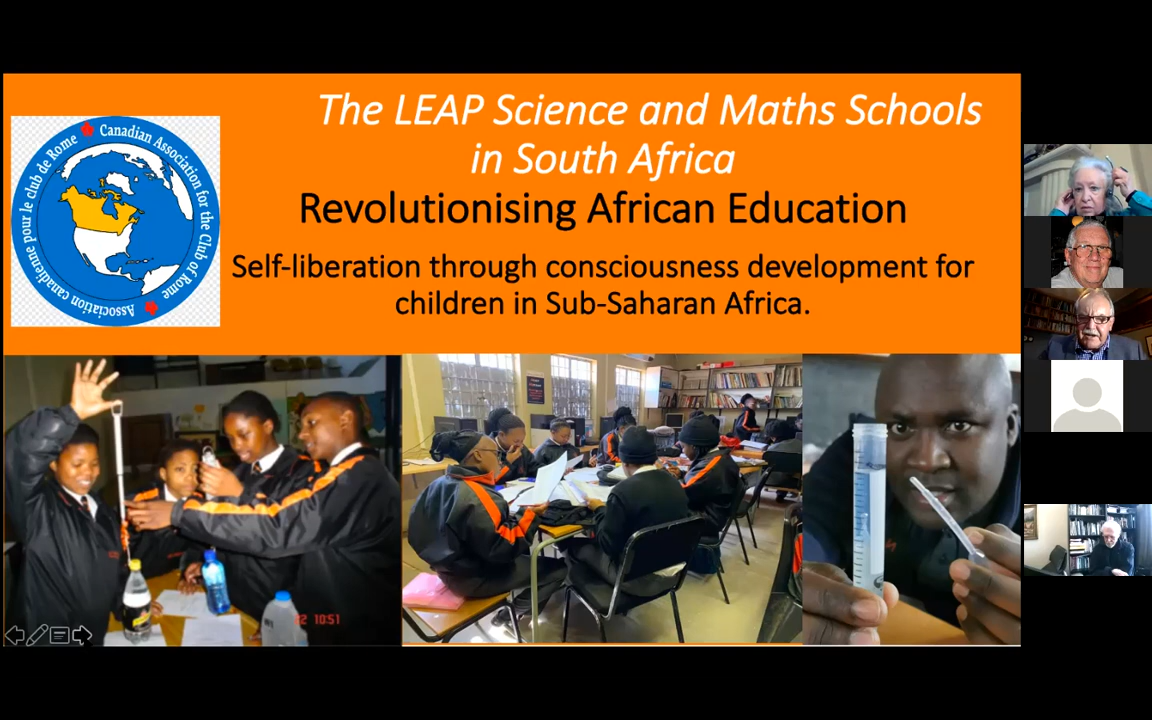 The LEAP Science and Maths Schools
in South Africa
Revolutionising African Education
Self-liberation through consciousness development for
children in Sub-Saharan Africa.
Canadian Association for the Club of Rome
Association canadienne pour le club de Rome
10:51